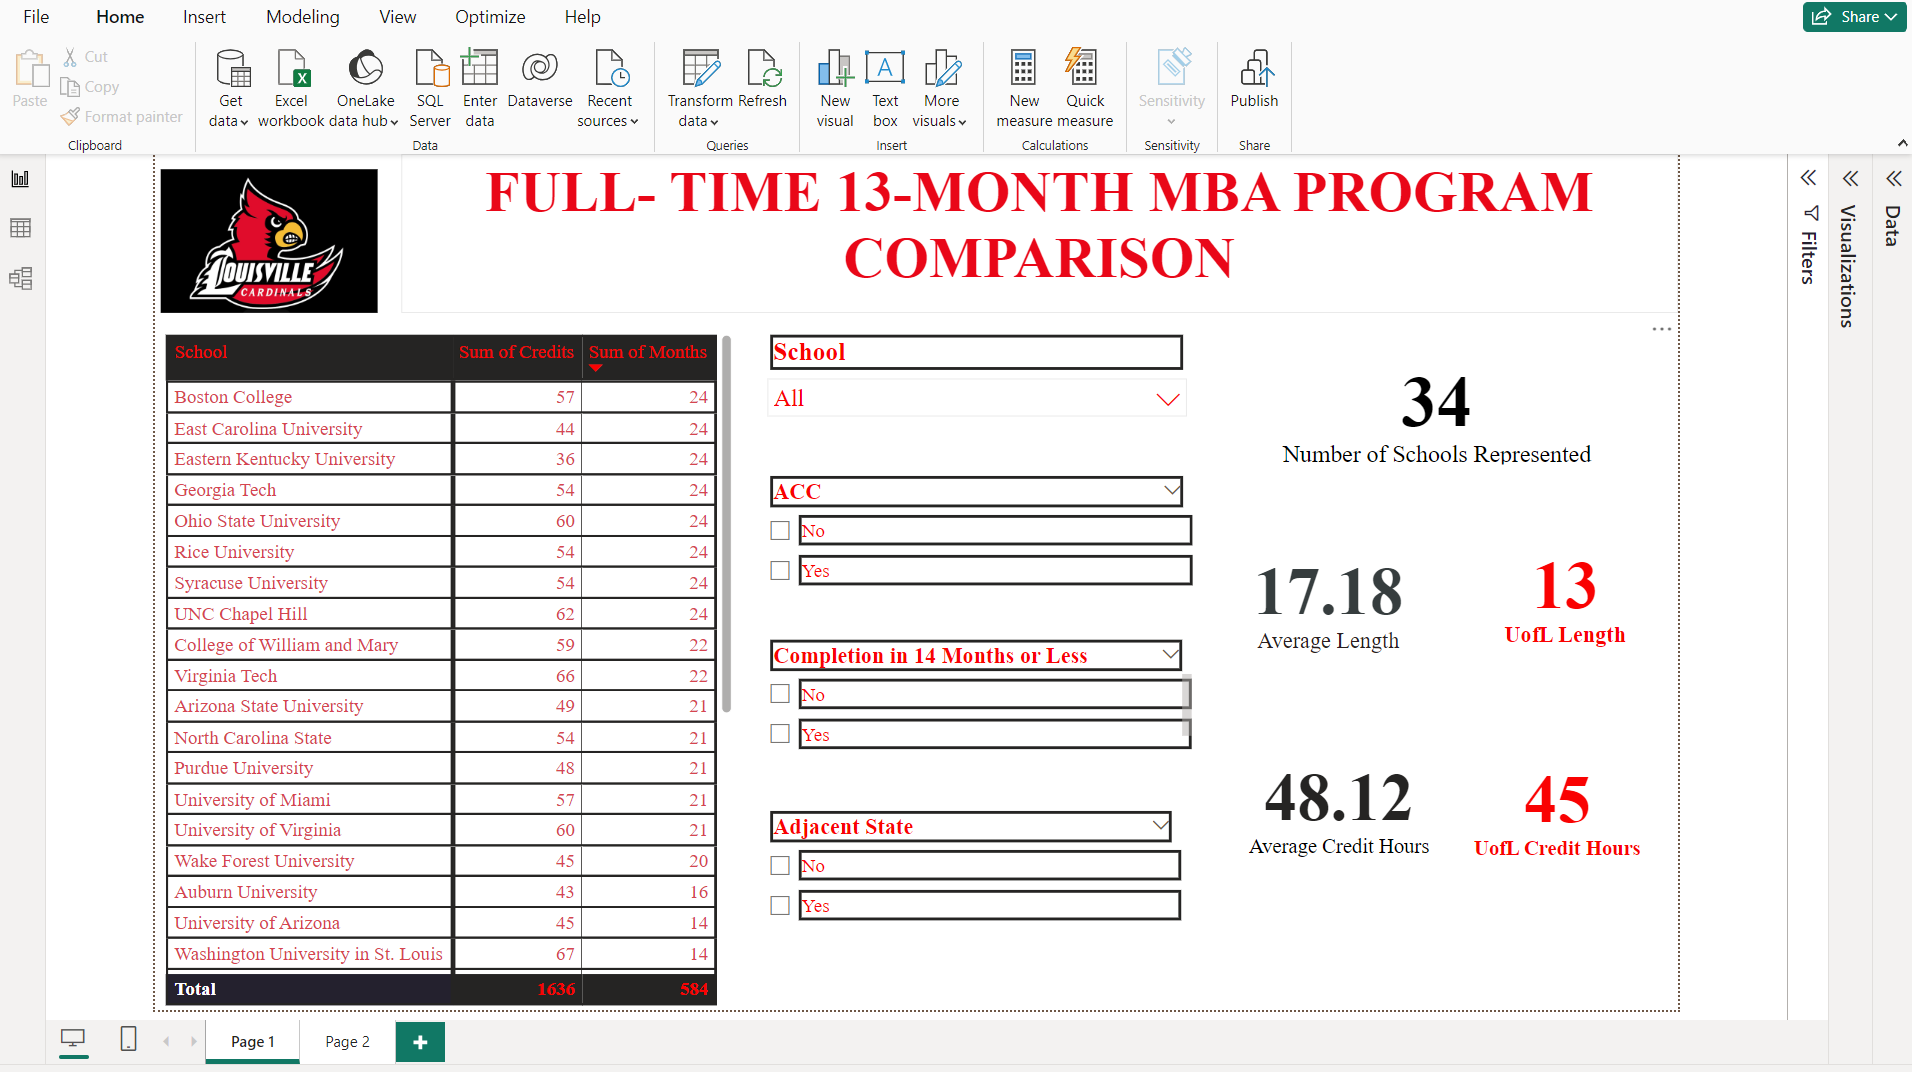 File Home Insert Modeling View Optimize Help Share
Paste
Cut
Copy
Format painter
Clipboard
Get data
Excel workbook
OneLake data hub
SQL Server
Enter data
Dataverse
Recent sources
Data
Transform data
Refresh
Queries
New visual
Text box
More visuals
Insert
New measure
Quick measure
Calculations
Sensitivity
Sensitivity
Publish
Share
LOUISVILLE
CARDINALS
FULL- TIME 13-MONTH MBA PROGRAM
COMPARISON
School Sum of Credits Sum of Months
Boston College 57 24
East Carolina University 44 24
Eastern Kentucky University 36 24
Georgia Tech 54 24
Ohio State University 60 24
Rice University 54 24
Syracuse University 54 24
UNC Chapel Hill 62 24
College of William and Mary 59 22
Virginia Tech 66 22
Arizona State University 49 21
North Carolina State 54 21
Purdue University 48 21
University of Miami 57 21
University of Virginia 60 21
Wake Forest University 45 20
Auburn University 43 16
University of Arizona 45 14
Washington University in St. Louis 67 14
Total 1636 584
School
All
ACC
No
Yes
Completion in 14 Months or Less
No
Yes
Adjacent State
No
Yes
34
Number of Schools Represented
17.18
Average Length
13
UofL Length
48.12
Average Credit Hours
45
UofL Credit Hours
Filters
Visualizations
Data
Page 1
Page 2